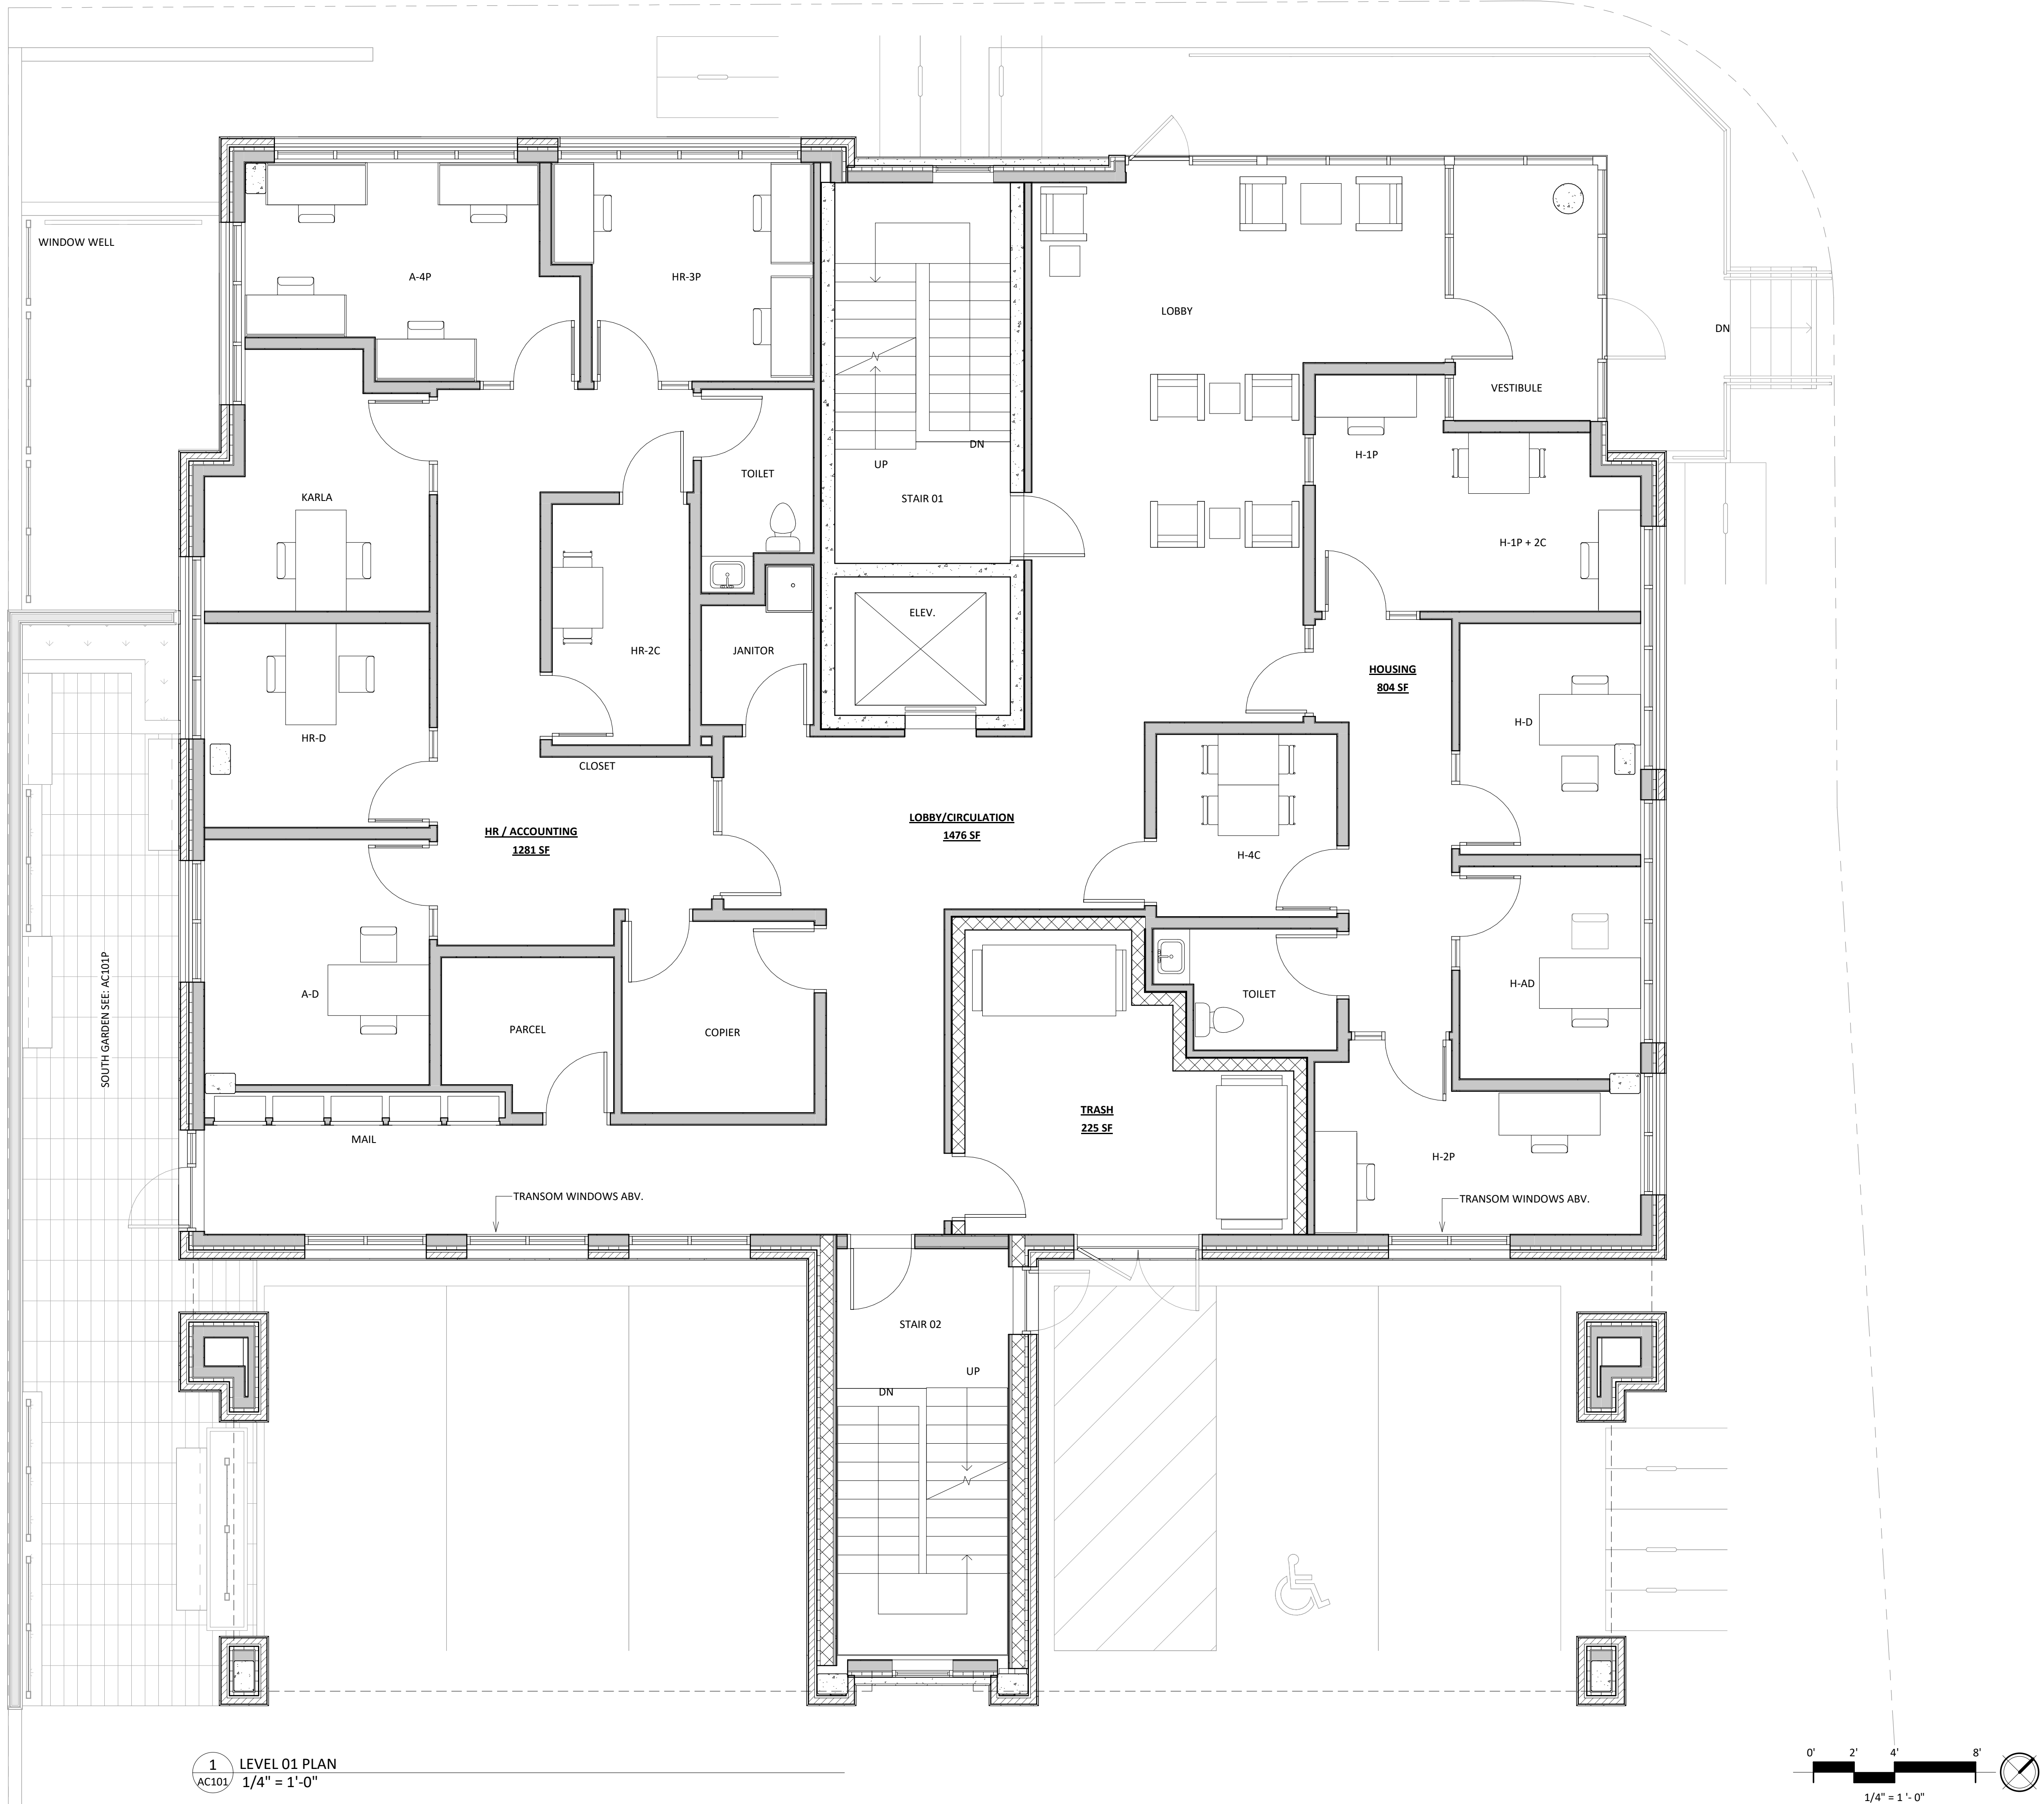 WINDOW WELL
A-4P
HR-3P
LOBBY
DN
VESTIBULE
H-1P
TOILET
UP
DN
STAIR 01
KARLA
H-1P + 2C
ELEV.
HR-2C
JANITOR
HOUSING
804 SF
HR-D
H-D
CLOSET
HR / ACCOUNTING
1281 SF
LOBBY/CIRCULATION
1476 SF
H-4C
SOUTH GARDEN SEE: AC101P
A-D
TOILET
H-AD
PARCEL
COPIER
TRASH
225 SF
MAIL
H-2P
TRANSOM WINDOWS ABV.
TRANSOM WINDOWS ABV.
STAIR 02
UP
DN
1
AC101
LEVEL 01 PLAN
1/4" = 1'-0"
0' 2' 4' 8'
1/4" = 1 '- 0"